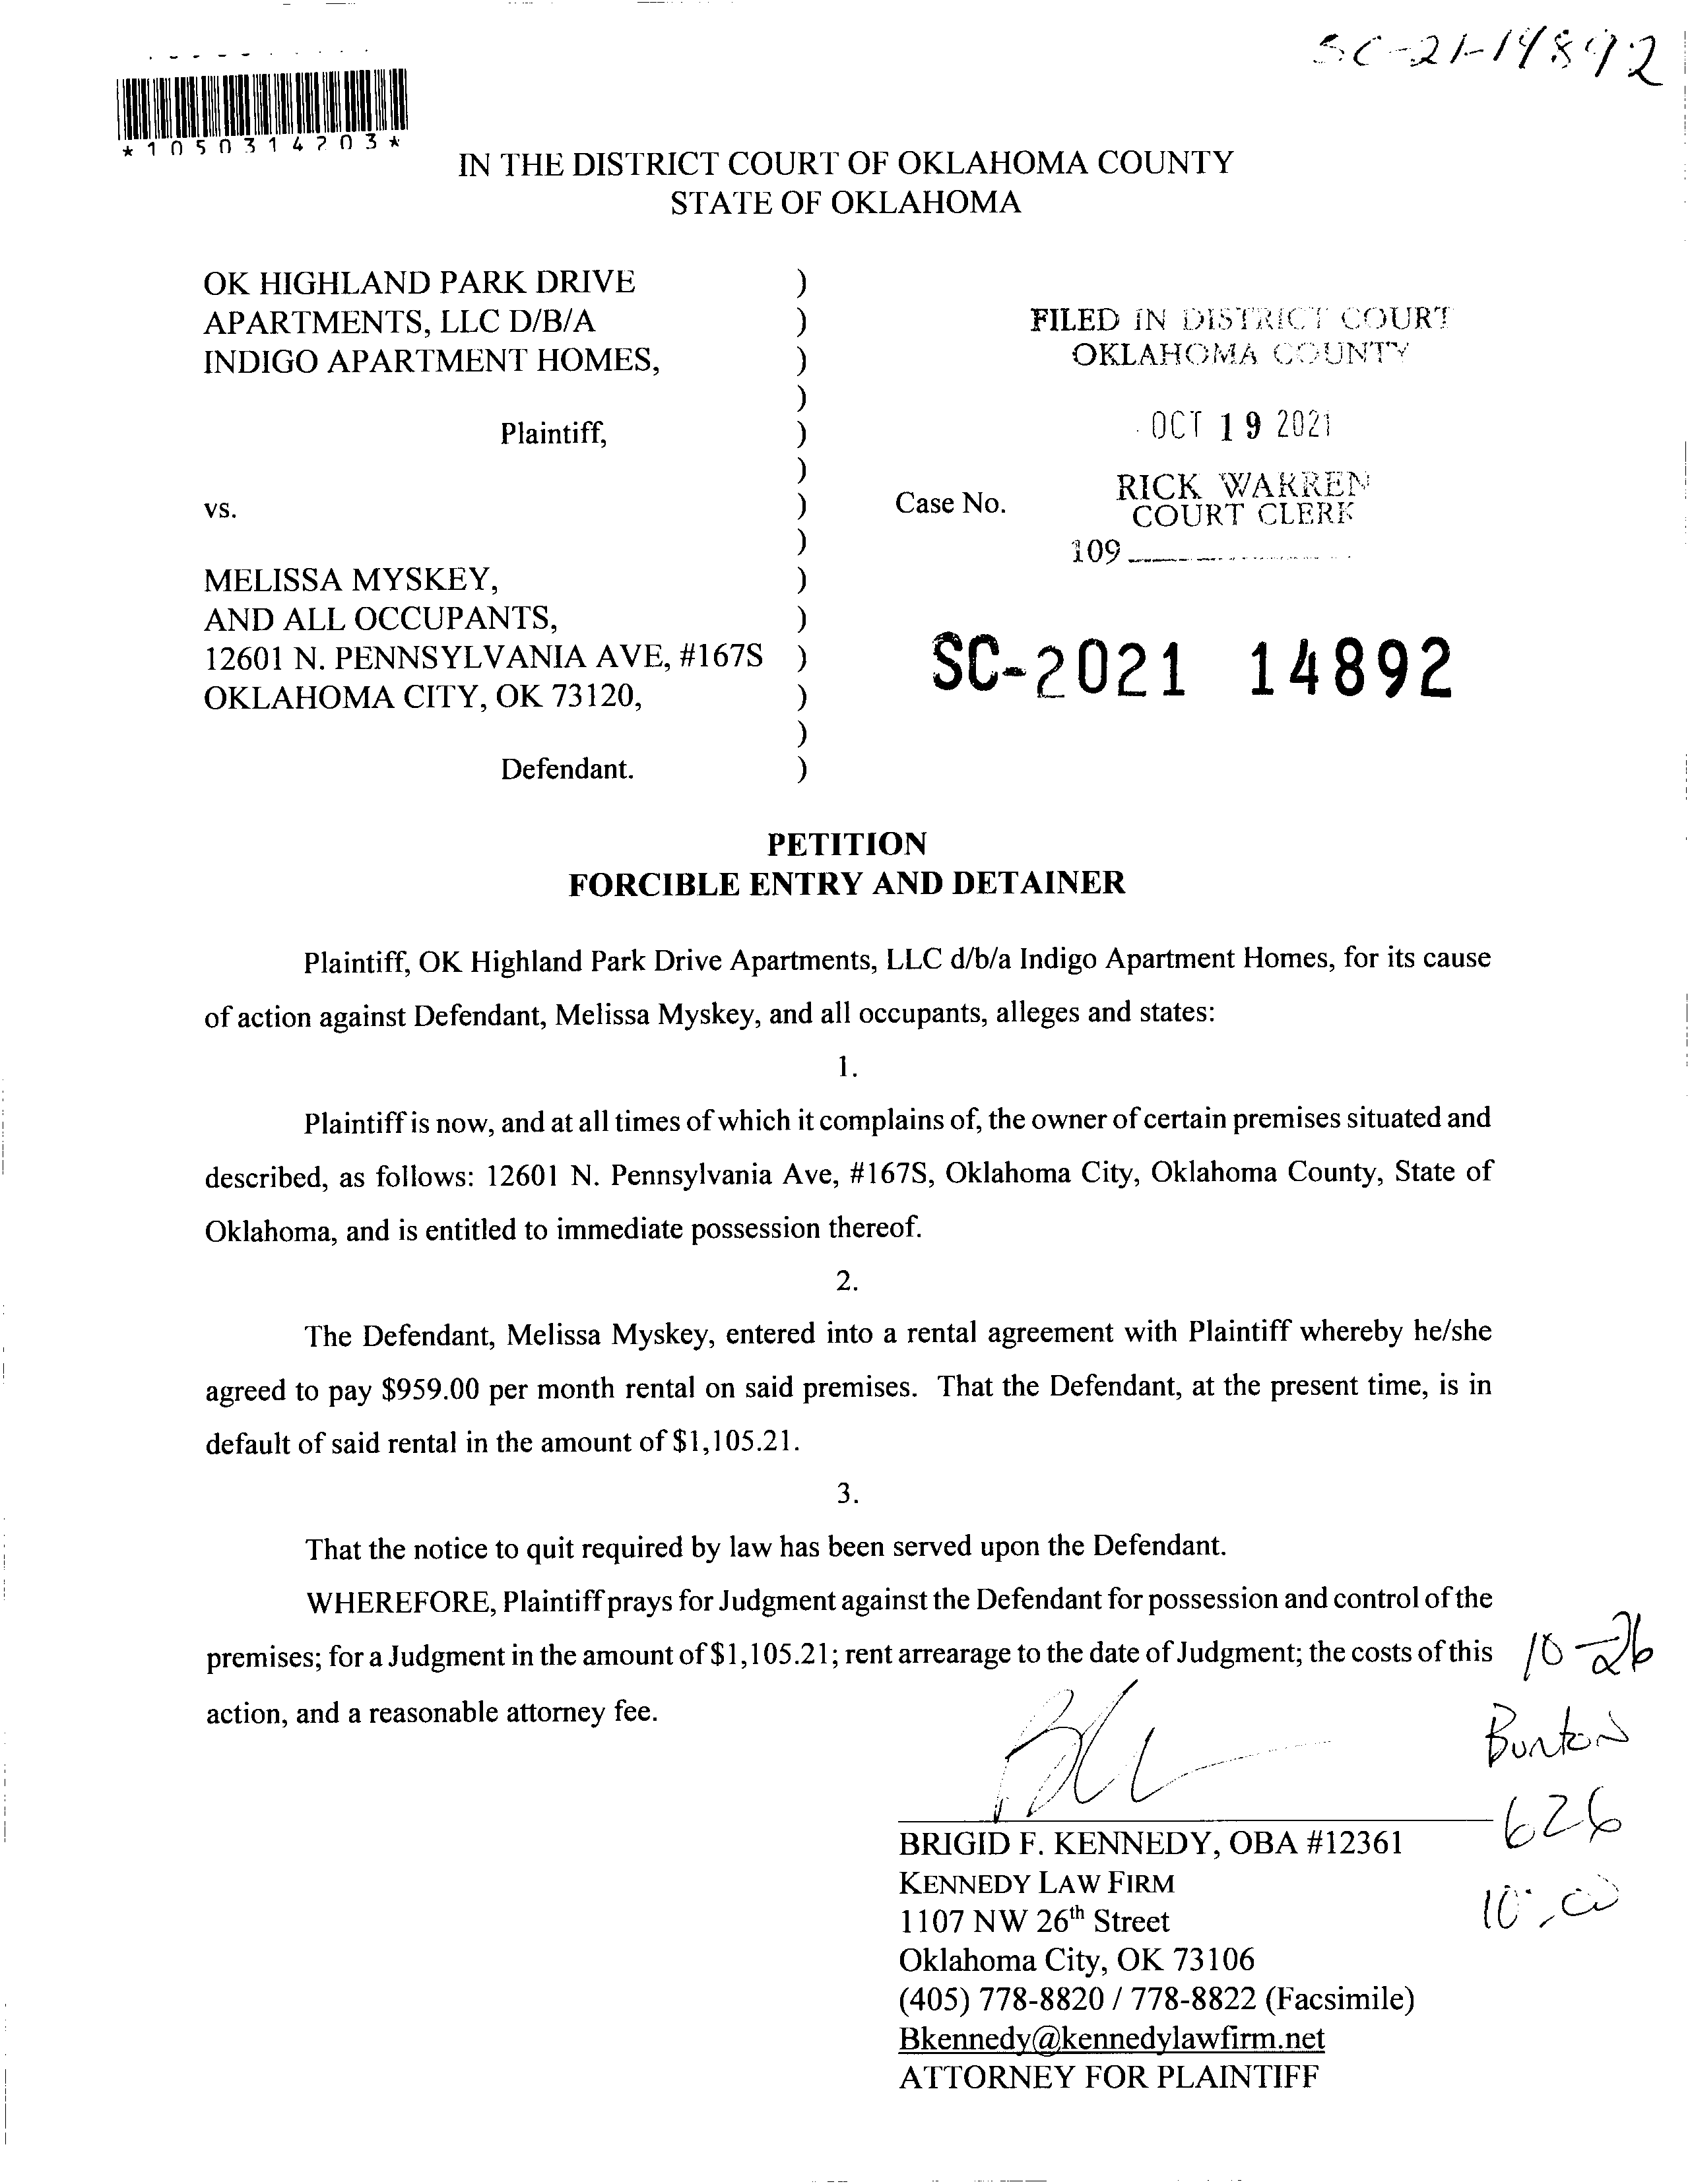 SC-21-14892
*1050314203*
IN THE DISTRICT COURT OF OKLAHOMA COUNTY
STATE OF OKLAHOMA
OK HIGHLAND PARK DRIVE )
APARTMENTS, LLC D/B/A )
INDIGO APARTMENT HOMES, )
)
Plaintiff, )
)
vs. )
)
MELISSA MYSKEY, )
AND ALL OCCUPANTS, )
12601 N. PENNSYLVANIA AVE, #167S )
OKLAHOMA CITY, OK 73120, )
)
Defendant. )
FILED IN DISTRICT COURT
OKLAHOMA COUNTY
OCT 19 2021
RICK WARREN
COURT CLERK
Case No.
109
SC-2021 14892
PETITION
FORCIBLE ENTRY AND DETAINER
Plaintiff, OK Highland Park Drive Apartments, LLC d/b/a Indigo Apartment Homes, for its cause
of action against Defendant, Melissa Myskey, and all occupants, alleges and states:
1.
Plaintiff is now, and at all times of which it complains of, the owner of certain premises situated and
described, as follows: 12601 N. Pennsylvania Ave, #167S, Oklahoma City, Oklahoma County, State of
Oklahoma, and is entitled to immediate possession thereof.
2.
The Defendant, Melissa Myskey, entered into a rental agreement with Plaintiff whereby he/she
agreed to pay $959.00 per month rental on said premises. That the Defendant, at the present time, is in
default of said rental in the amount of $1,105.21.
3.
That the notice to quit required by law has been served upon the Defendant.
WHEREFORE, Plaintiff prays for Judgment against the Defendant for possession and control of the
premises; for a Judgment in the amount of $1,105.21; rent arrearage to the date of Judgment; the costs of this
action, and a reasonable attorney fee.
10-26
Burton
626
10:00
BRIGID F. KENNEDY, OBA #12361
KENNEDY LAW FIRM
1107 NW 26th Street
Oklahoma City, OK 73106
(405) 778-8820 / 778-8822 (Facsimile)
Bkennedy@kennedylawfirm.net
ATTORNEY FOR PLAINTIFF